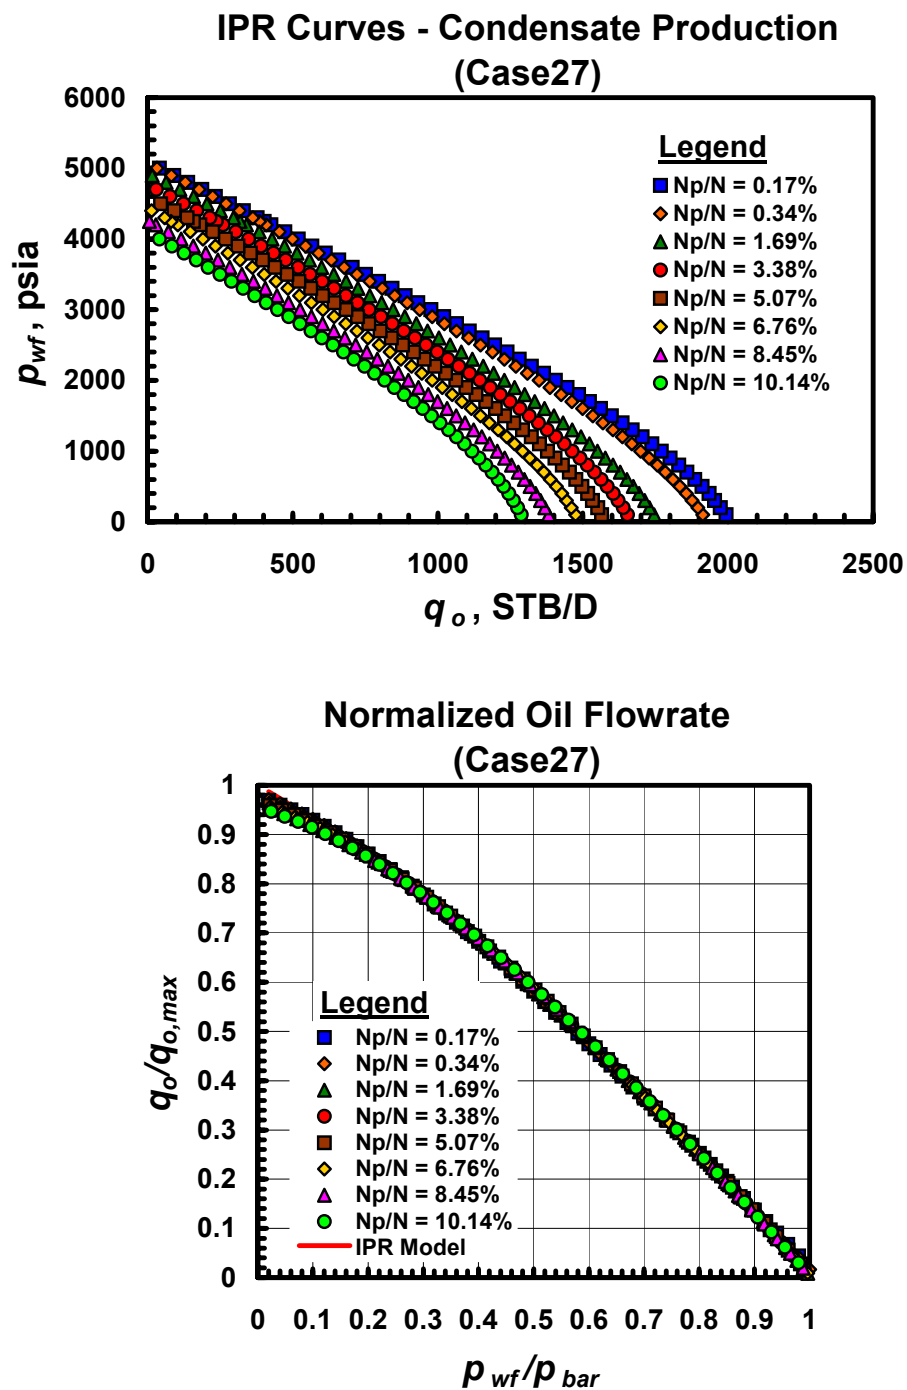 IPR Curves - Condensate Production
(Case27)
6000
5000
4000
3000
2000
1000
0
p wf , psia
Legend
Np/N = 0.17%
Np/N = 0.34%
Np/N = 1.69%
Np/N = 3.38%
Np/N = 5.07%
Np/N = 6.76%
Np/N = 8.45%
Np/N = 10.14%
0 500 1000 1500 2000 2500
q o , STB/D
Normalized Oil Flowrate
(Case27)
1
0.9
0.8
0.7
0.6
0.5
0.4
0.3
0.2
0.1
0
qo/qo,max
Legend
Np/N = 0.17%
Np/N = 0.34%
Np/N = 1.69%
Np/N = 3.38%
Np/N = 5.07%
Np/N = 6.76%
Np/N = 8.45%
Np/N = 10.14%
IPR Model
0 0.1 0.2 0.3 0.4 0.5 0.6 0.7 0.8 0.9 1
p wf /p bar